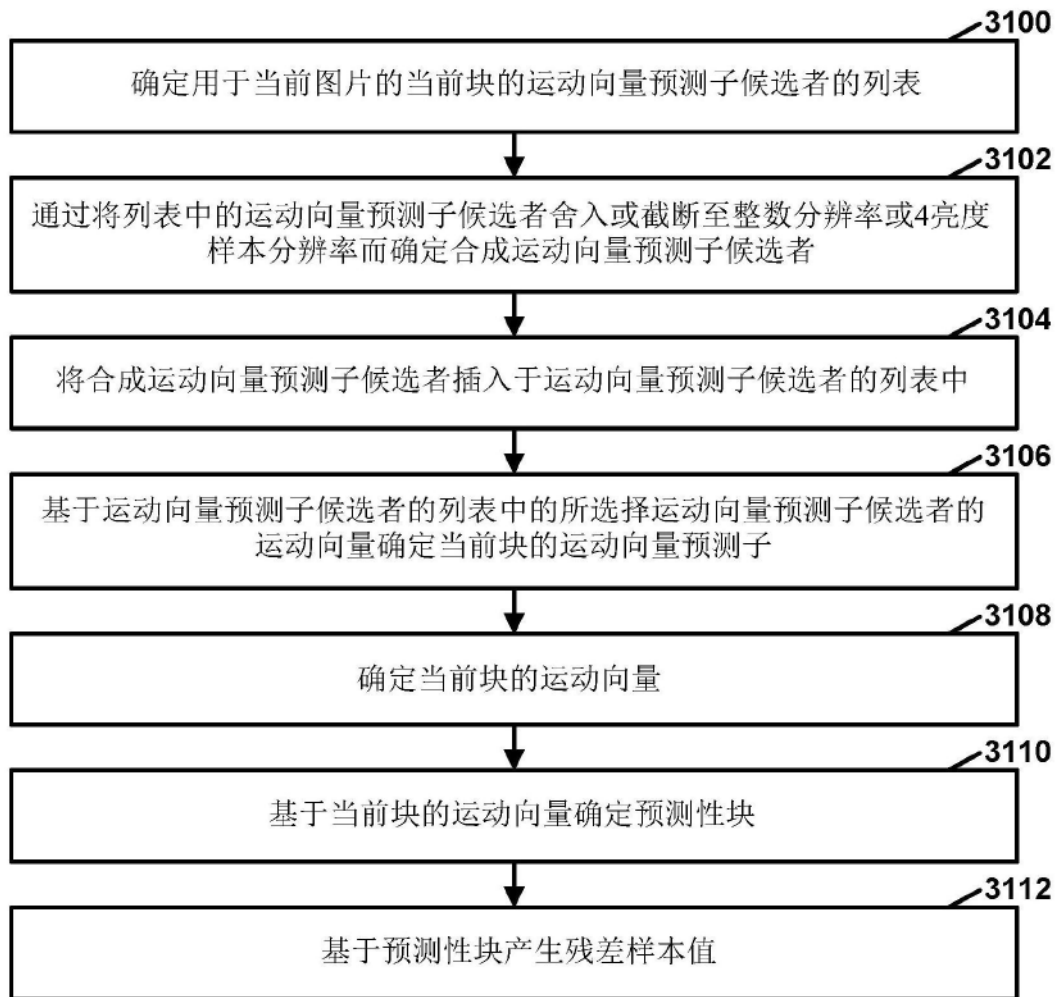 3100
确定用于当前图片的当前块的运动向量预测子候选者的列表
3102
通过将列表中的运动向量预测子候选者舍入或截断至整数分辨率或4亮度
样本分辨率而确定合成运动向量预测子候选者
3104
将合成运动向量预测子候选者插入于运动向量预测子候选者的列表中
3106
基于运动向量预测子候选者的列表中的所选择运动向量预测子候选者的
运动向量确定当前块的运动向量预测子
3108
确定当前块的运动向量
3110
基于当前块的运动向量确定预测性块
3112
基于预测性块产生残差样本值